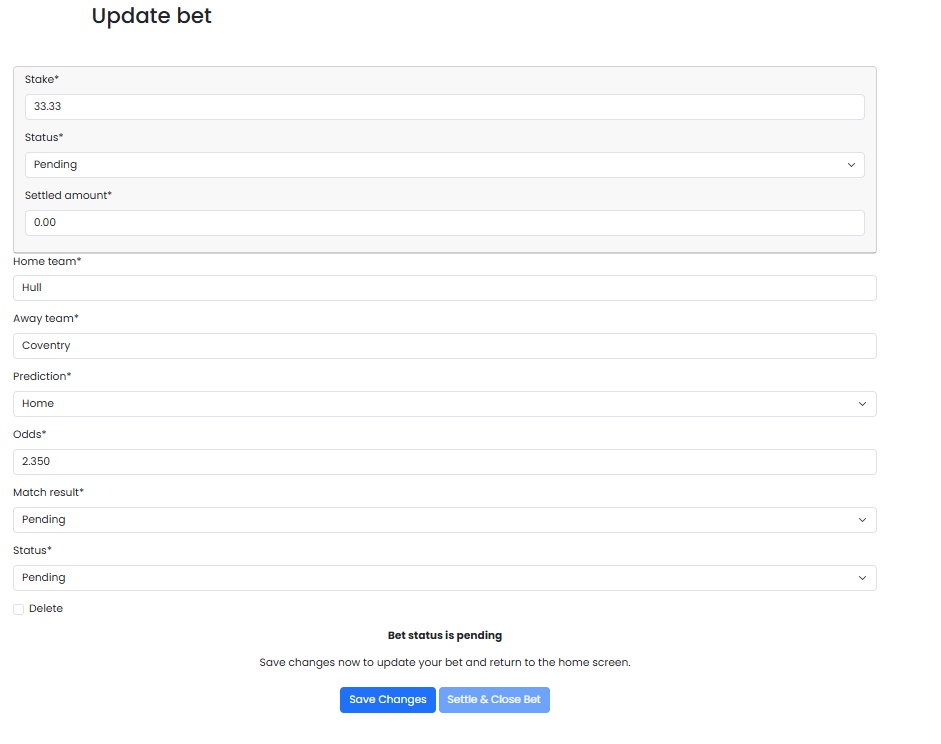 Update bet
Stake*
33.33
Status*
Pending
Settled amount*
0.00
Home team*
Hull
Away team*
Coventry
Prediction*
Home
Odds*
2.350
Match result*
Pending
Status*
Pending
Delete
Bet status is pending
Save changes now to update your bet and return to the home screen.
Save Changes Settle & Close Bet